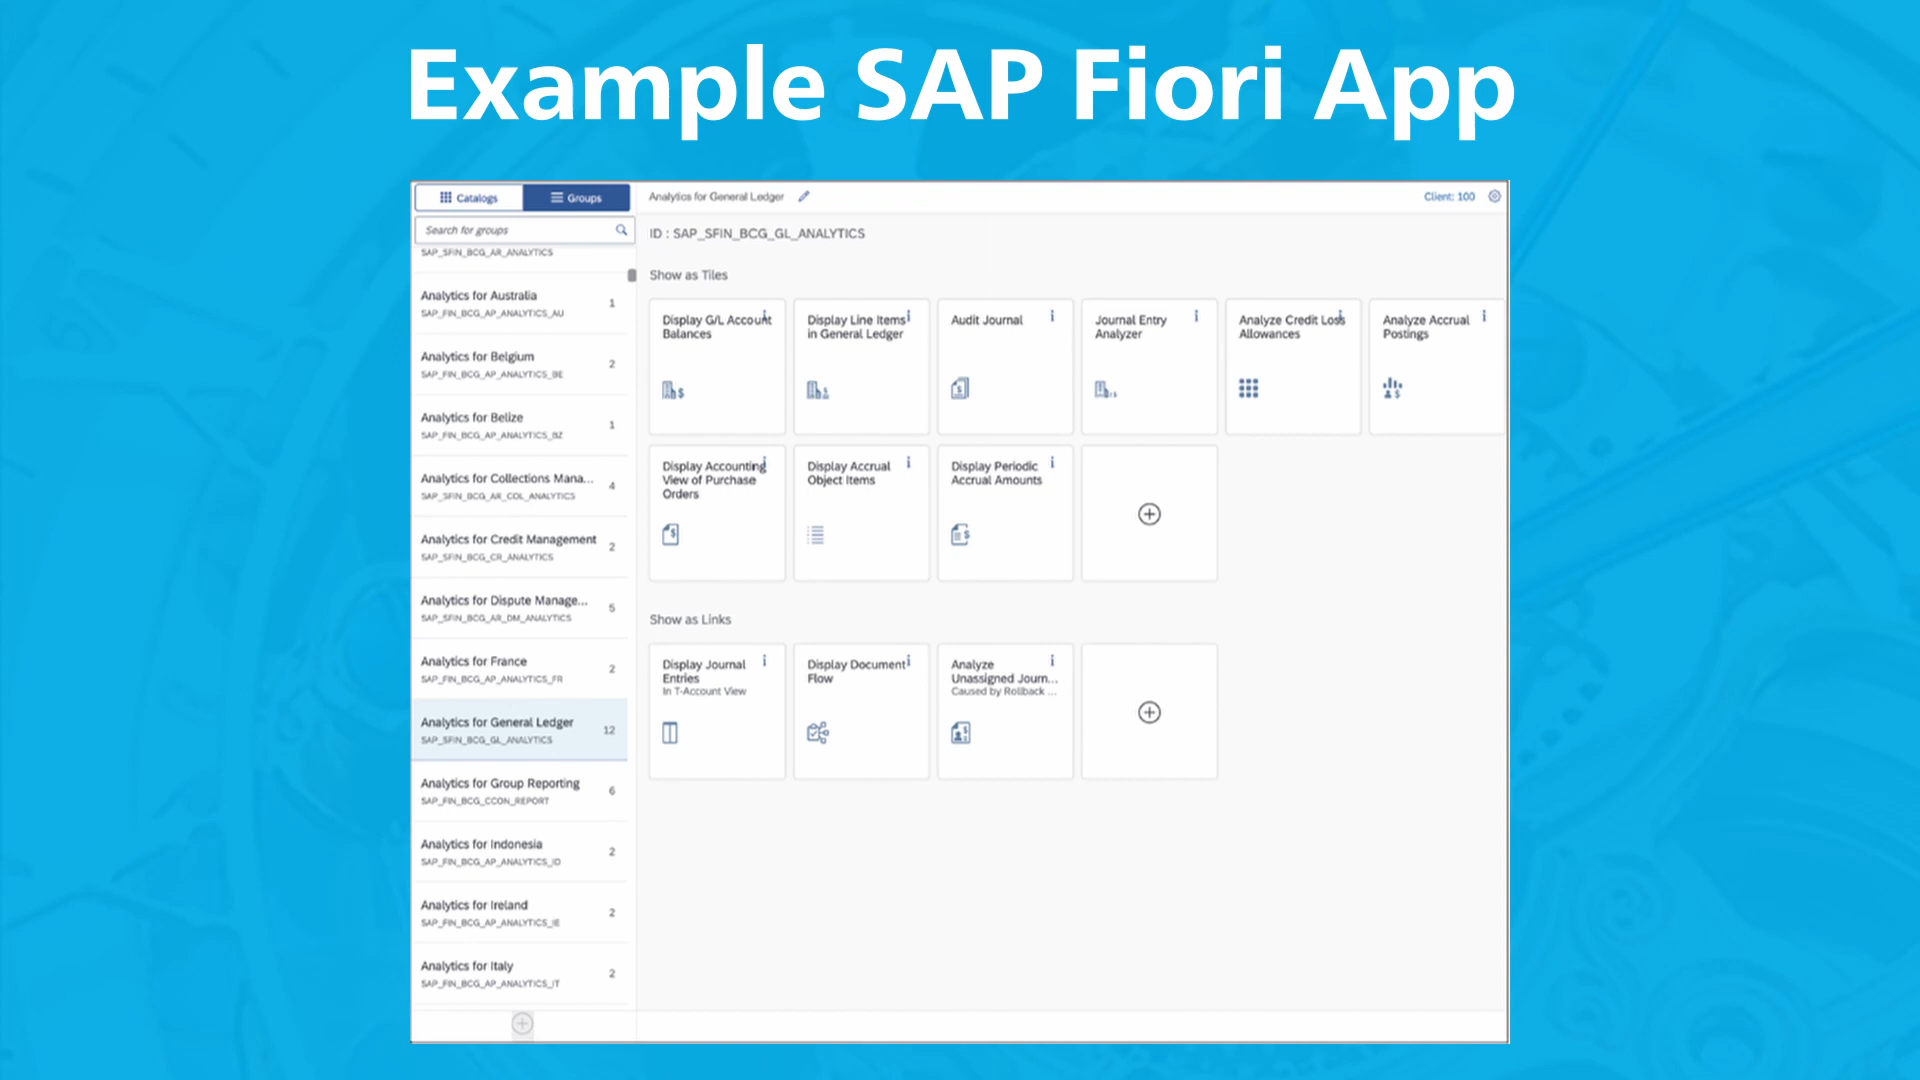 Example SAP Fiori App
Catalogs
Groups
Search for groups
SAP_SFIN_BCG_AR_ANALYTICS
Analytics for Australia
1
SAP_FIN_BCG_AP_ANALYTICS_AU
Analytics for Belgium
2
SAP_FIN_BCG_AP_ANALYTICS_BE
Analytics for Belize
1
SAP_FIN_BCG_AP_ANALYTICS_BZ
Analytics for Collections Mana...
4
SAP_SFIN_BCG_AR_COL_ANALYTICS
Analytics for Credit Management
2
SAP_SFIN_BCG_CR_ANALYTICS
Analytics for Dispute Manage...
5
SAP_SFIN_BCG_AR_DM_ANALYTICS
Analytics for France
2
SAP_FIN_BCG_AP_ANALYTICS_FR
Analytics for General Ledger
12
SAP_SFIN_BCG_GL_ANALYTICS
Analytics for Group Reporting
6
SAP_FIN_BCG_CCON_REPORT
Analytics for Indonesia
2
SAP_FIN_BCG_AP_ANALYTICS_ID
Analytics for Ireland
2
SAP_FIN_BCG_AP_ANALYTICS_IE
Analytics for Italy
2
SAP_FIN_BCG_AP_ANALYTICS_IT
Analytics for General Ledger
Client: 100
ID : SAP_SFIN_BCG_GL_ANALYTICS
Show as Tiles
Display G/L Account
Balances
Display Line Items
in General Ledger
Audit Journal
Journal Entry
Analyzer
Analyze Credit Loss
Allowances
Analyze Accrual
Postings
Display Accounting
View of Purchase
Orders
Display Accrual
Object Items
Display Periodic
Accrual Amounts
Show as Links
Display Journal
Entries
In T-Account View
Display Document
Flow
Analyze
Unassigned Journ...
Caused by Rollback ...